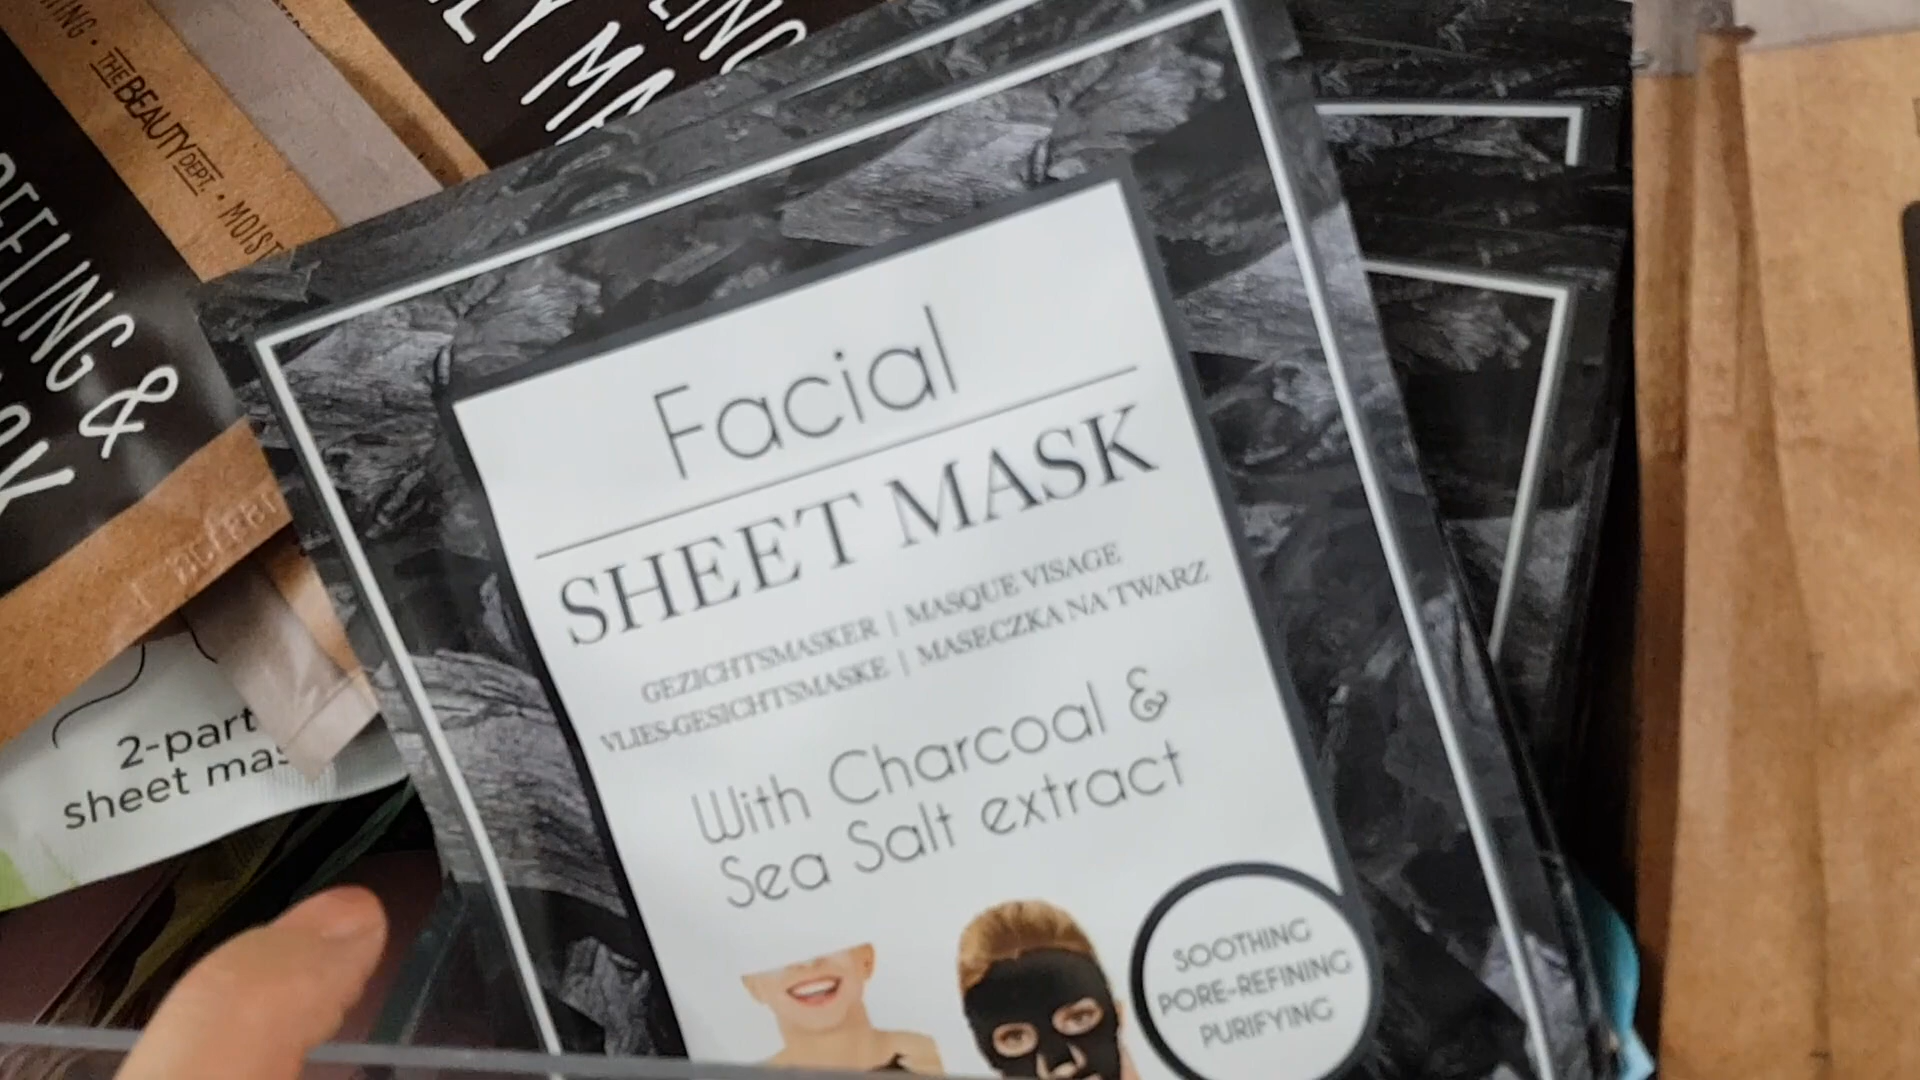 THE BEAUTY DEPT. • MOIST
PEELING &
Facial
SHEET MASK
GEZICHTSMASKER | MASQUE VISAGE
VLIES-GESICHTSMASKE | MASECZKA NA TWARZ
With Charcoal &
Sea Salt extract
SOOTHING
PORE-REFINING
PURIFYING
2-part
sheet mas